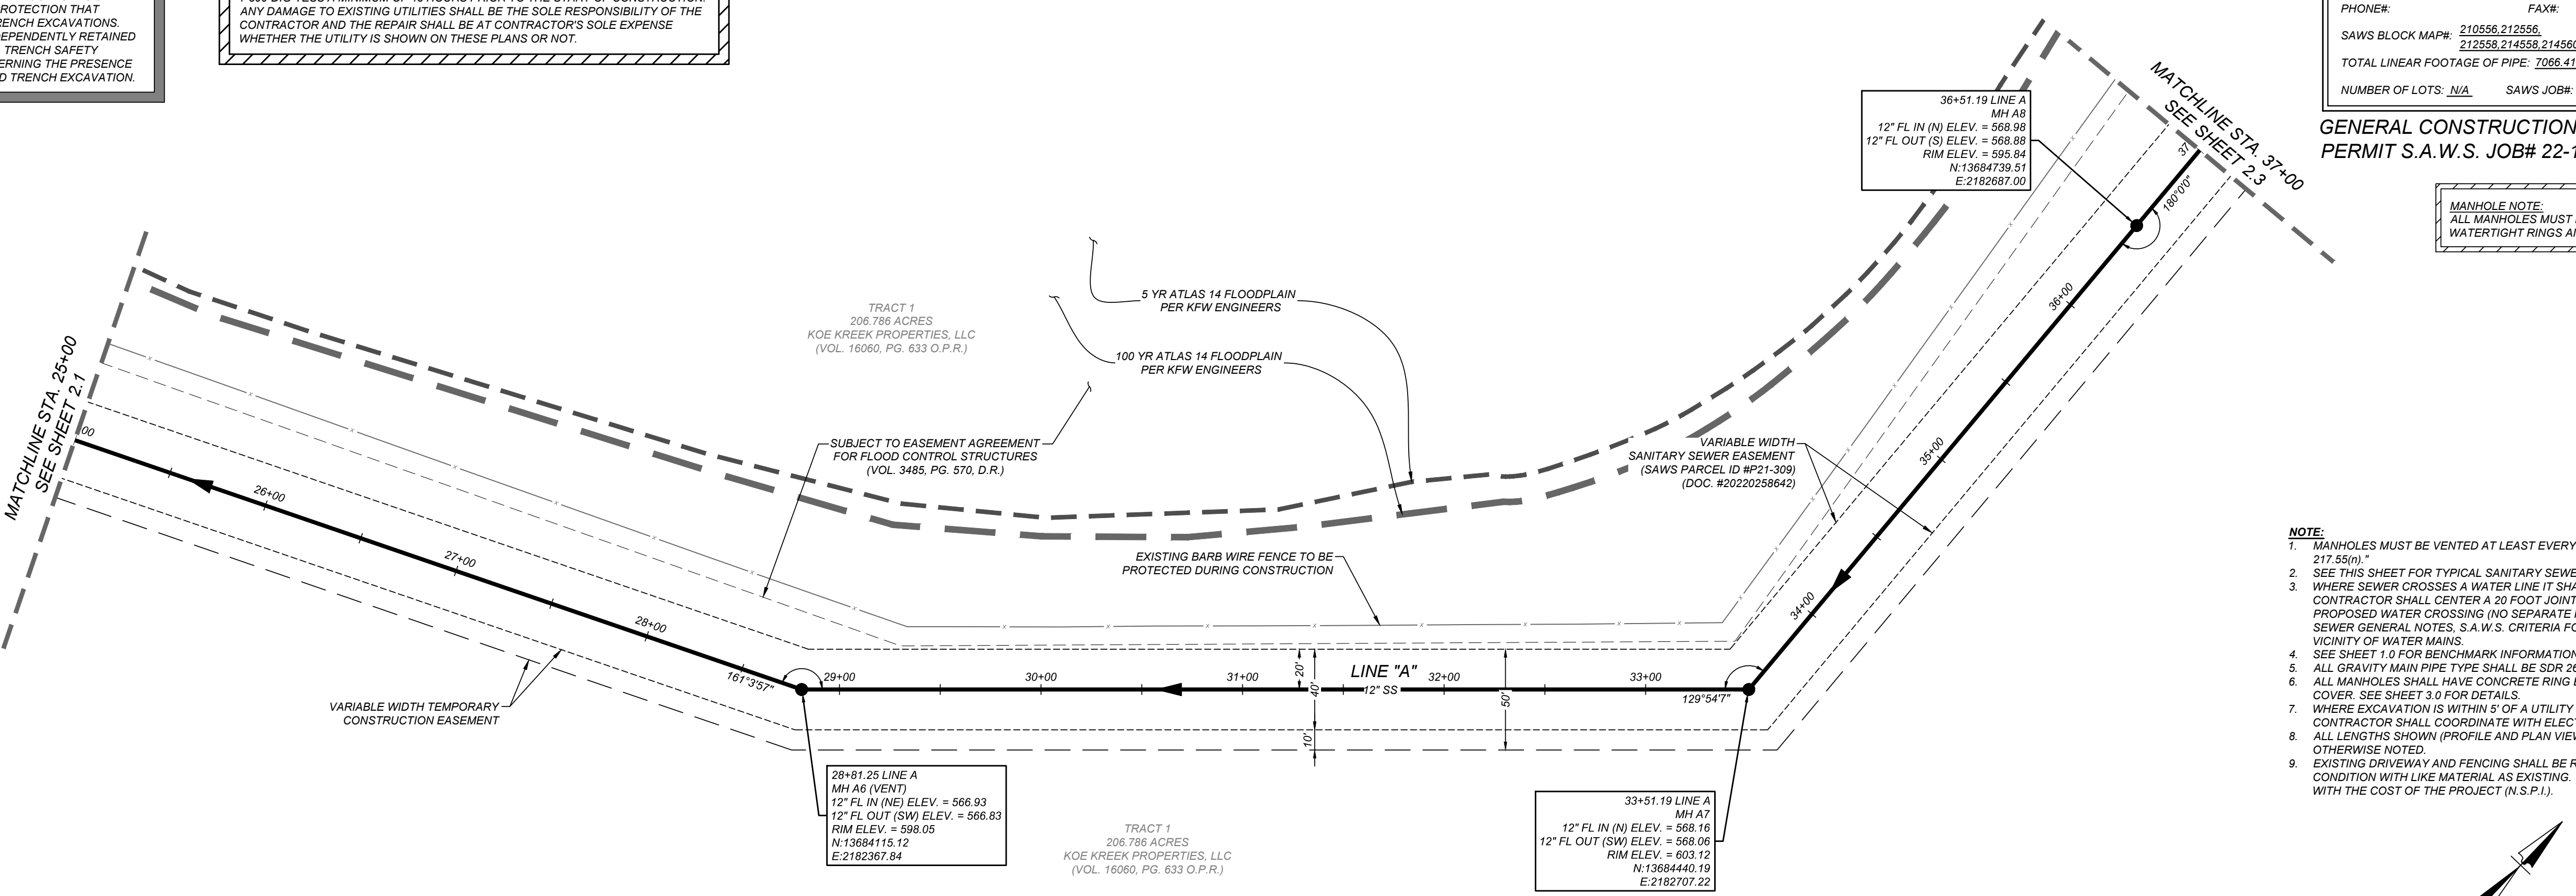 ROTECTION THAT
RENCH EXCAVATIONS.
EPENDENTLY RETAINED
TRENCH SAFETY
ERNING THE PRESENCE
D TRENCH EXCAVATION.
ANY DAMAGE TO EXISTING UTILITIES SHALL BE THE SOLE RESPONSIBILITY OF THE
CONTRACTOR AND THE REPAIR SHALL BE AT CONTRACTOR'S SOLE EXPENSE
WHETHER THE UTILITY IS SHOWN ON THESE PLANS OR NOT.
PHONE#: FAX#:
SAWS BLOCK MAP#: 210556,212556,
212558,214558,214560
TOTAL LINEAR FOOTAGE OF PIPE: 7066.41
NUMBER OF LOTS: N/A SAWS JOB#:
GENERAL CONSTRUCTION
PERMIT S.A.W.S. JOB# 22-1
MANHOLE NOTE:
ALL MANHOLES MUST
WATERTIGHT RINGS
MATCHLINE STA. 37+00
SEE SHEET 2.3
36+51.19 LINE A
MH A8
12" FL IN (N) ELEV. = 568.98
12" FL OUT (S) ELEV. = 568.88
RIM ELEV. = 595.84
N:13684739.51
E:2182687.00
37
180°0'0"
36+00
35+00
34+00
5 YR ATLAS 14 FLOODPLAIN
PER KFW ENGINEERS
100 YR ATLAS 14 FLOODPLAIN
PER KFW ENGINEERS
TRACT 1
206.786 ACRES
KOE KREEK PROPERTIES, LLC
(VOL. 16060, PG. 633 O.P.R.)
MATCHLINE STA. 25+00
SEE SHEET 2.1
00
26+00
27+00
28+00
SUBJECT TO EASEMENT AGREEMENT
FOR FLOOD CONTROL STRUCTURES
(VOL. 3485, PG. 570, D.R.)
VARIABLE WIDTH
SANITARY SEWER EASEMENT
(SAWS PARCEL ID #P21-309)
(DOC. #20220258642)
EXISTING BARB WIRE FENCE TO BE
PROTECTED DURING CONSTRUCTION
161°3'57"
29+00
30+00
31+00
LINE "A"
12" SS
32+00
33+00
129°54'7"
20'
40'
10'
50'
VARIABLE WIDTH TEMPORARY
CONSTRUCTION EASEMENT
28+81.25 LINE A
MH A6 (VENT)
12" FL IN (NE) ELEV. = 566.93
12" FL OUT (SW) ELEV. = 566.83
RIM ELEV. = 598.05
N:13684115.12
E:2182367.84
TRACT 1
206.786 ACRES
KOE KREEK PROPERTIES, LLC
(VOL. 16060, PG. 633 O.P.R.)
33+51.19 LINE A
MH A7
12" FL IN (N) ELEV. = 568.16
12" FL OUT (SW) ELEV. = 568.06
RIM ELEV. = 603.12
N:13684440.19
E:2182707.22
NOTE:
1. MANHOLES MUST BE VENTED AT LEAST EVERY
217.55(n)."
2. SEE THIS SHEET FOR TYPICAL SANITARY SEWE
3. WHERE SEWER CROSSES A WATER LINE IT SHA
CONTRACTOR SHALL CENTER A 20 FOOT JOINT
PROPOSED WATER CROSSING (NO SEPARATE
SEWER GENERAL NOTES, S.A.W.S. CRITERIA FO
VICINITY OF WATER MAINS.
4. SEE SHEET 1.0 FOR BENCHMARK INFORMATION
5. ALL GRAVITY MAIN PIPE TYPE SHALL BE SDR 26
6. ALL MANHOLES SHALL HAVE CONCRETE RING
COVER. SEE SHEET 3.0 FOR DETAILS.
7. WHERE EXCAVATION IS WITHIN 5' OF A UTILITY
CONTRACTOR SHALL COORDINATE WITH ELECT
8. ALL LENGTHS SHOWN (PROFILE AND PLAN VIEW
OTHERWISE NOTED.
9. EXISTING DRIVEWAY AND FENCING SHALL BE R
CONDITION WITH LIKE MATERIAL AS EXISTING.
WITH THE COST OF THE PROJECT (N.S.P.I.).